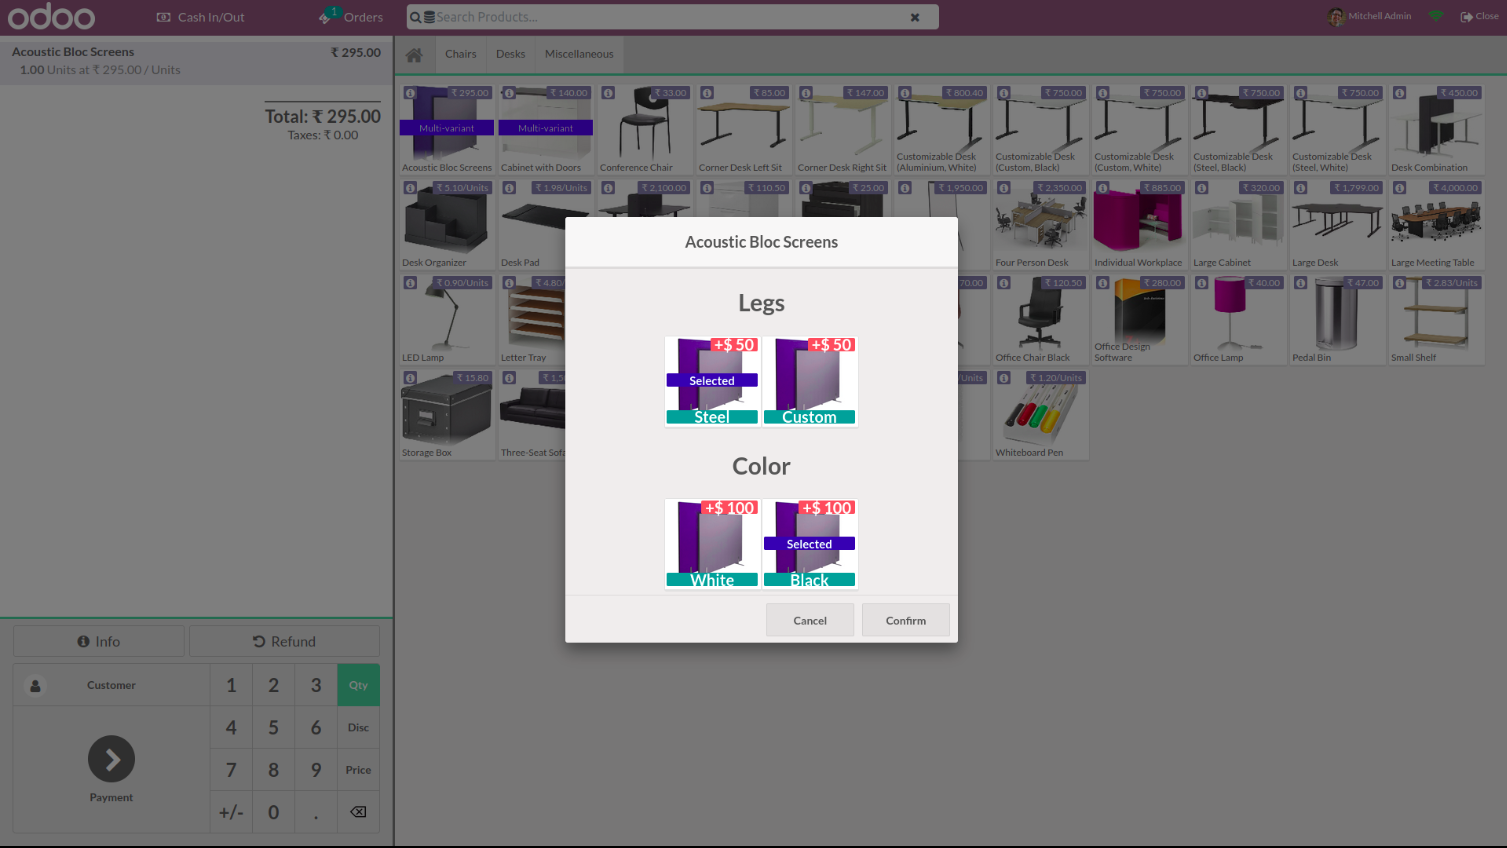 odoo
Cash In/Out
1
Orders
Search Products...
Mitchell Admin
Close
Acoustic Bloc Screens
₹ 295.00
1.00 Units at ₹ 295.00 / Units
Total: ₹ 295.00
Taxes: ₹ 0.00
Chairs
Desks
Miscellaneous
₹ 295.00
Multi-variant
Acoustic Bloc Screens
₹ 140.00
Multi-variant
Cabinet with Doors
₹ 33.00
Conference Chair
₹ 85.00
Corner Desk Left Sit
₹ 147.00
Corner Desk Right Sit
₹ 800.40
Customizable Desk
(Aluminium, White)
₹ 750.00
Customizable Desk
(Custom, Black)
₹ 750.00
Customizable Desk
(Custom, White)
₹ 750.00
Customizable Desk
(Steel, Black)
₹ 750.00
Customizable Desk
(Steel, White)
₹ 450.00
Desk Combination
₹ 5.10/Units
Desk Organizer
₹ 1.98/Units
Desk Pad
₹ 2,100.00
₹ 110.50
₹ 25.00
₹ 1,950.00
₹ 2,350.00
Four Person Desk
₹ 885.00
Individual Workplace
₹ 320.00
Large Cabinet
₹ 1,799.00
Large Desk
₹ 4,000.00
Large Meeting Table
₹ 0.90/Units
LED Lamp
₹ 4.80/
Letter Tray
70.00
₹ 120.50
Office Chair Black
₹ 280.00
Office Design
Software
₹ 40.00
Office Lamp
₹ 47.00
Pedal Bin
₹ 2.83/Units
Small Shelf
₹ 15.80
Storage Box
₹ 1,5
Three-Seat Sofa
/Units
₹ 1.20/Units
Whiteboard Pen
Acoustic Bloc Screens
Legs
+$ 50
Selected
Steel
+$ 50
Custom
Color
+$ 100
White
+$ 100
Selected
Black
Cancel
Confirm
Info
Refund
Customer
1
2
3
Qty
4
5
6
Disc
Payment
7
8
9
Price
+/-
0
.